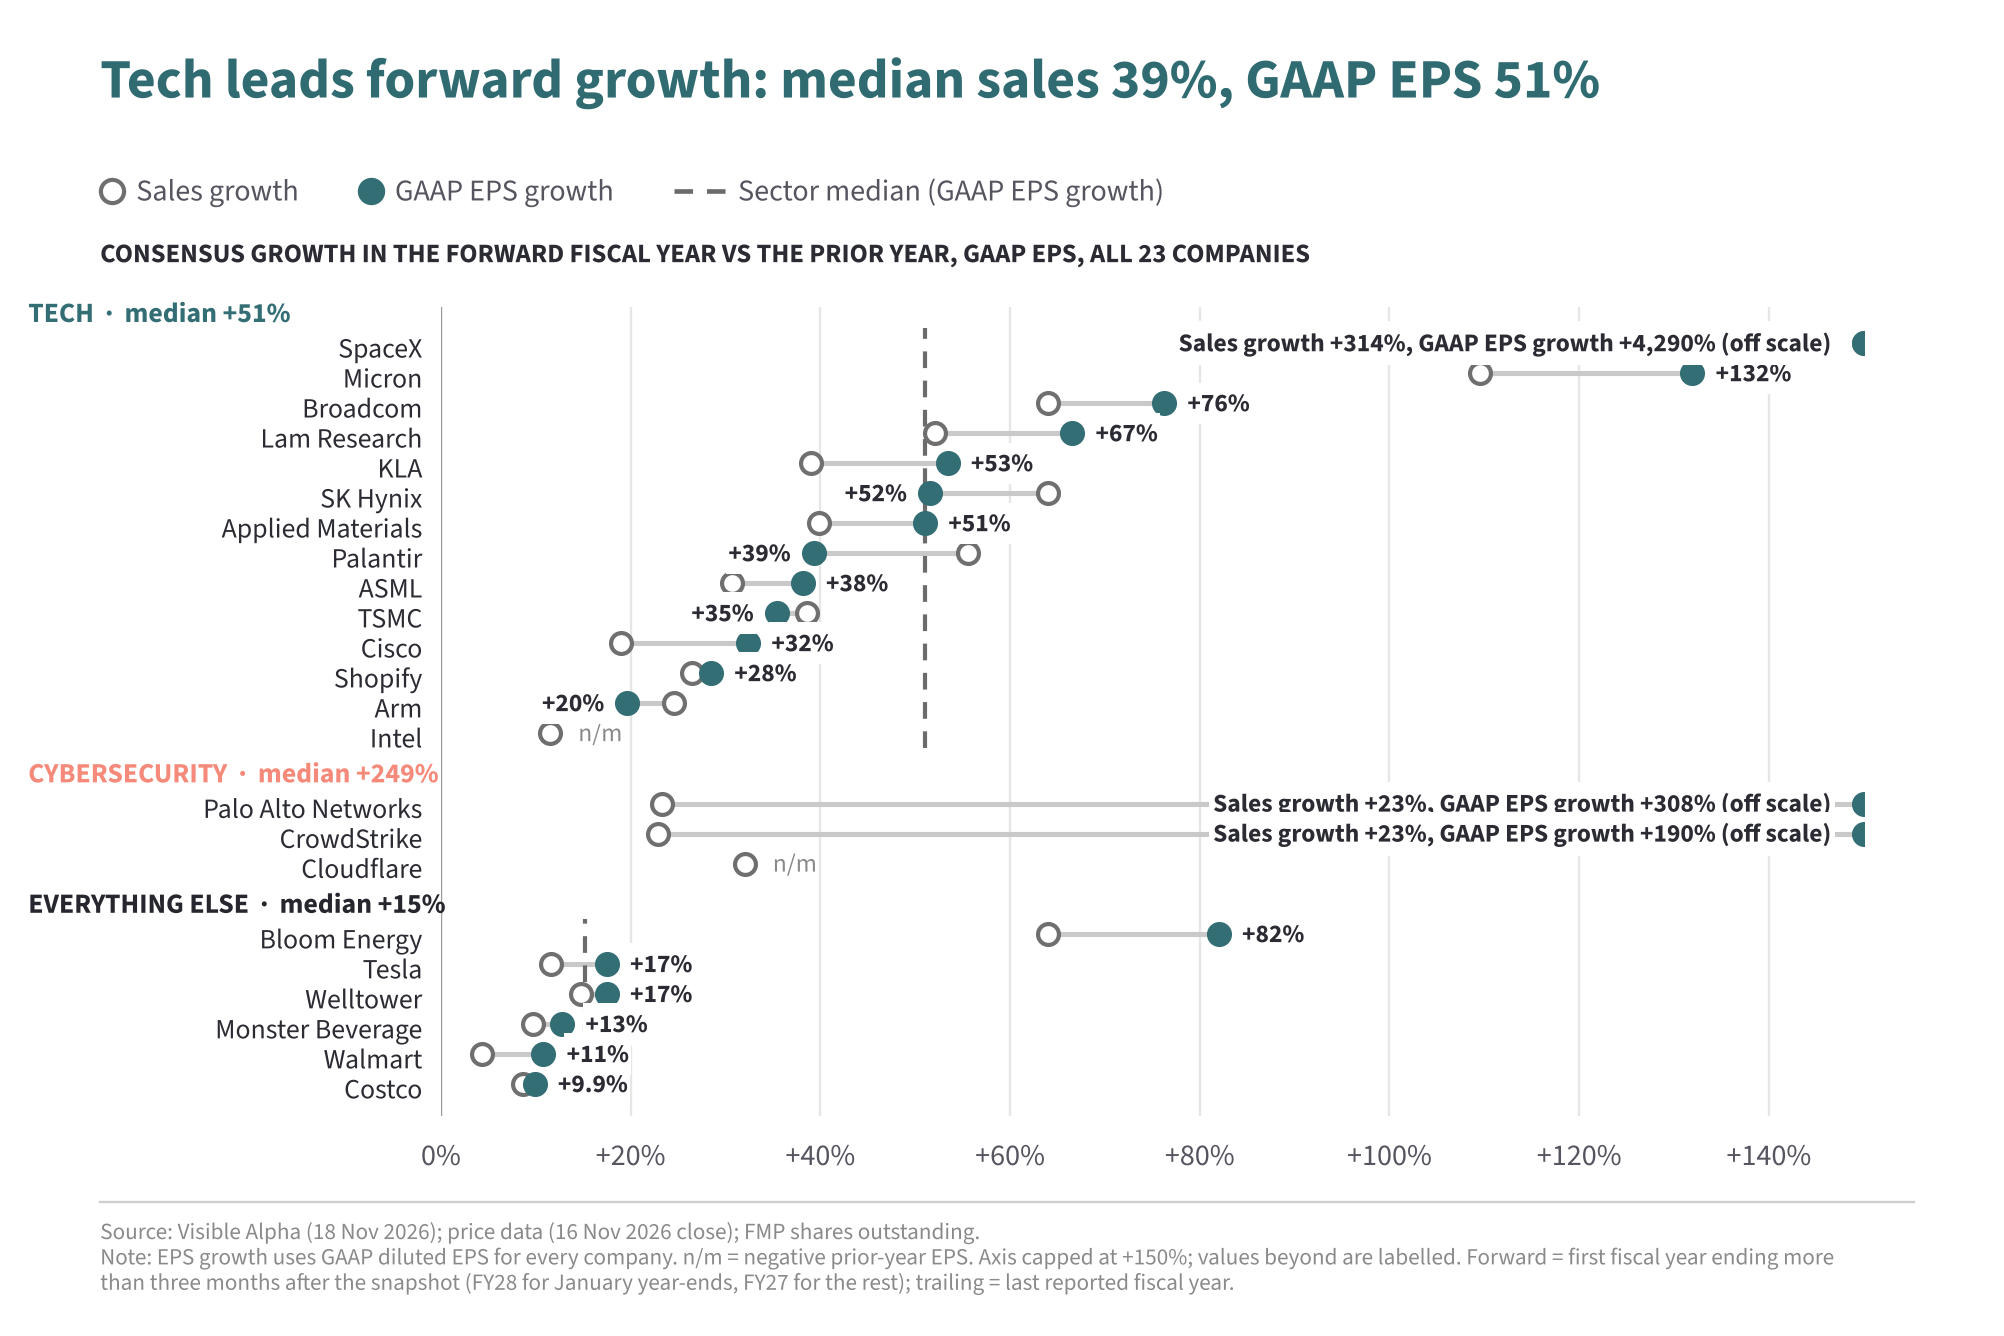 Tech leads forward growth: median sales 39%, GAAP EPS 51%
Sales growth
GAAP EPS growth
Sector median (GAAP EPS growth)
CONSENSUS GROWTH IN THE FORWARD FISCAL YEAR VS THE PRIOR YEAR, GAAP EPS, ALL 23 COMPANIES
TECH · median +51%
SpaceX Sales growth +314%, GAAP EPS growth +4,290% (off scale)
Micron +132%
Broadcom +76%
Lam Research +67%
KLA +53%
SK Hynix +52%
Applied Materials +51%
Palantir +39%
ASML +38%
TSMC +35%
Cisco +32%
Shopify +28%
Arm +20%
Intel n/m
CYBERSECURITY · median +249%
Palo Alto Networks Sales growth +23%, GAAP EPS growth +308% (off scale)
CrowdStrike Sales growth +23%, GAAP EPS growth +190% (off scale)
Cloudflare n/m
EVERYTHING ELSE · median +15%
Bloom Energy +82%
Tesla +17%
Welltower +17%
Monster Beverage +13%
Walmart +11%
Costco +9.9%
0% +20% +40% +60% +80% +100% +120% +140%
Source: Visible Alpha (18 Nov 2026); price data (16 Nov 2026 close); FMP shares outstanding.
Note: EPS growth uses GAAP diluted EPS for every company. n/m = negative prior-year EPS. Axis capped at +150%; values beyond are labelled. Forward = first fiscal year ending more
than three months after the snapshot (FY28 for January year-ends, FY27 for the rest); trailing = last reported fiscal year.